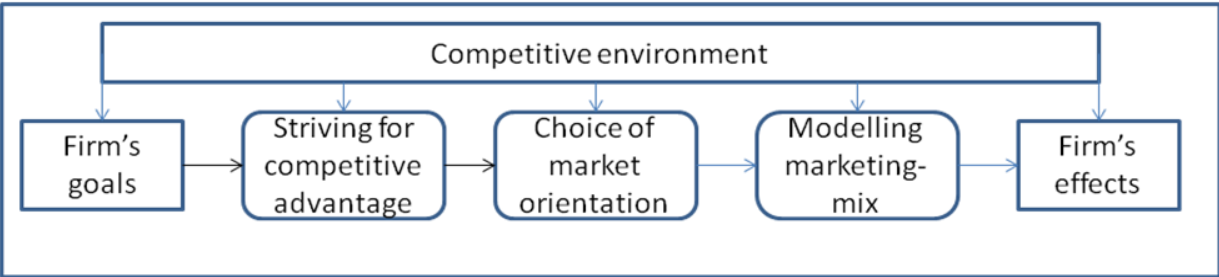 Competitive environment
Firm’s
goals
Striving for
competitive
advantage
Choice of
market
orientation
Modelling
marketing-
mix
Firm’s
effects